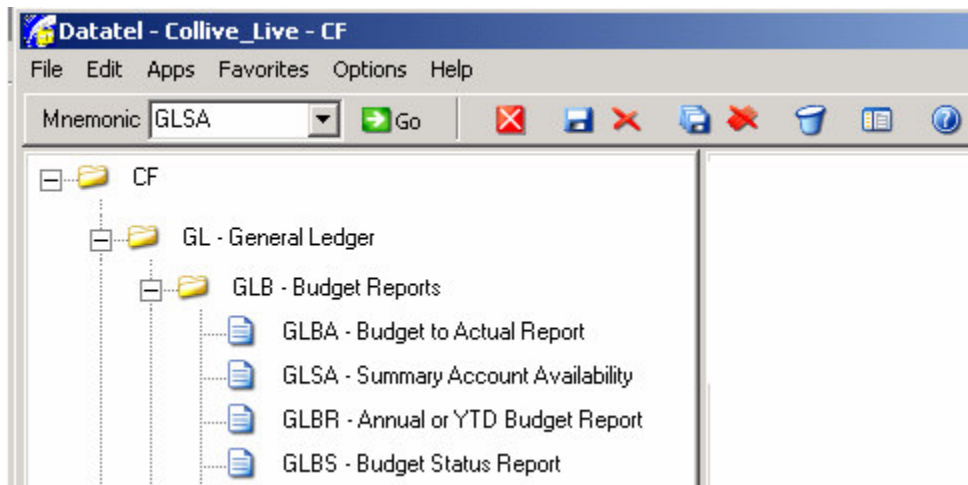 Datatel - Collive_Live - CF
File Edit Apps Favorites Options Help
Mnemonic GLSA Go
CF
GL - General Ledger
GLB - Budget Reports
GLBA - Budget to Actual Report
GLSA - Summary Account Availability
GLBR - Annual or YTD Budget Report
GLBS - Budget Status Report